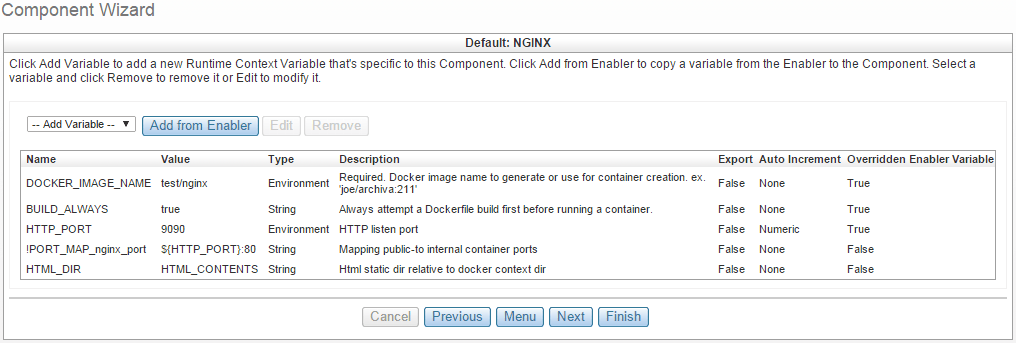 Component Wizard
Default: NGINX
Click Add Variable to add a new Runtime Context Variable that's specific to this Component. Click Add from Enabler to copy a variable from the Enabler to the Component. Select a
variable and click Remove to remove it or Edit to modify it.
-- Add Variable -- Add from Enabler Edit Remove
Name Value Type Description Export Auto Increment Overridden Enabler Variable
DOCKER_IMAGE_NAME test/nginx Environment Required. Docker image name to generate or use for container creation. ex. 'joe/archiva:211' False None True
BUILD_ALWAYS true String Always attempt a Dockerfile build first before running a container. False None True
HTTP_PORT 9090 Environment HTTP listen port False Numeric True
!PORT_MAP_nginx_port ${HTTP_PORT}:80 String Mapping public-to internal container ports False None False
HTML_DIR HTML_CONTENTS String Html static dir relative to docker context dir False None False
Cancel Previous Menu Next Finish